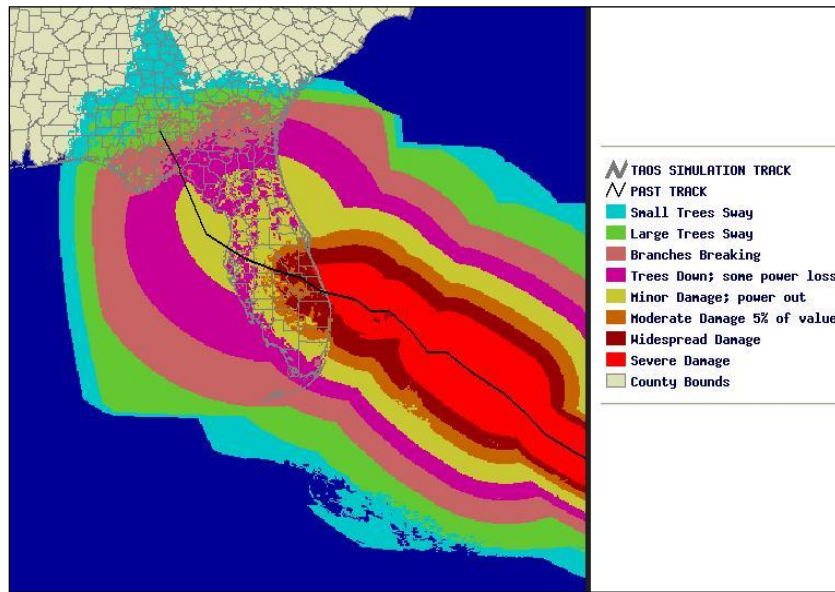 TAOS SIMULATION TRACK
PAST TRACK
Small Trees Sway
Large Trees Sway
Branches Breaking
Trees Down; some power loss
Minor Damage; power out
Moderate Damage 5% of value
Widespread Damage
Severe Damage
County Bounds